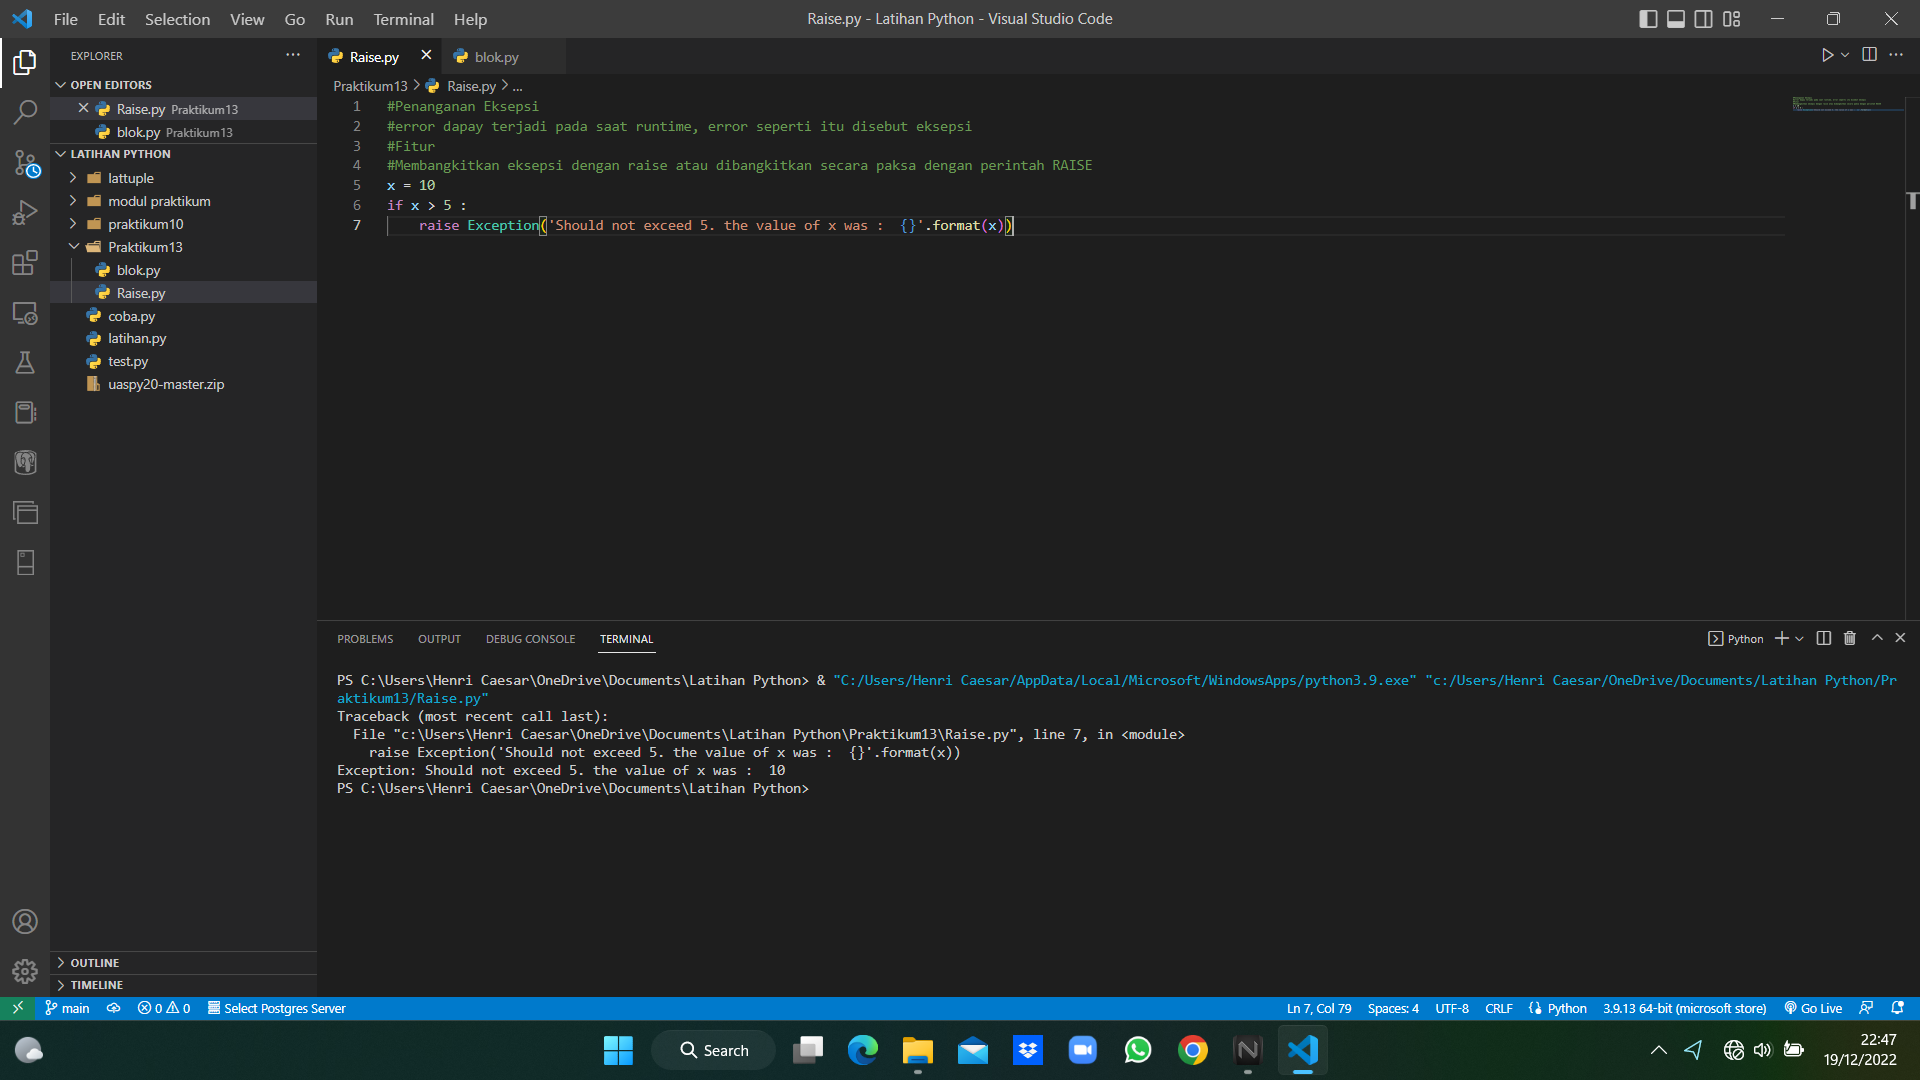 File Edit Selection View Go Run Terminal Help
Raise.py - Latihan Python - Visual Studio Code
EXPLORER
OPEN EDITORS
Raise.py Praktikum13
blok.py Praktikum13
LATIHAN PYTHON
lattuple
modul praktikum
praktikum10
Praktikum13
blok.py
Raise.py
coba.py
latihan.py
test.py
uaspy20-master.zip
OUTLINE
TIMELINE
Raise.py
blok.py
Praktikum13 > Raise.py > ...
1 #Penanganan Eksepsi
2 #error dapay terjadi pada saat runtime, error seperti itu disebut eksepsi
3 #Fitur
4 #Membangkitkan eksepsi dengan raise atau dibangkitkan secara paksa dengan perintah RAISE
5 x = 10
6 if x > 5 :
7     raise Exception('Should not exceed 5. the value of x was :  {}'.format(x))
PROBLEMS OUTPUT DEBUG CONSOLE TERMINAL
Python
PS C:\Users\Henri Caesar\OneDrive\Documents\Latihan Python> & "C:/Users/Henri Caesar/AppData/Local/Microsoft/WindowsApps/python3.9.exe" "c:/Users/Henri Caesar/OneDrive/Documents/Latihan Python/Pr
aktikum13/Raise.py"
Traceback (most recent call last):
  File "c:\Users\Henri Caesar\OneDrive\Documents\Latihan Python\Praktikum13\Raise.py", line 7, in <module>
    raise Exception('Should not exceed 5. the value of x was :  {}'.format(x))
Exception: Should not exceed 5. the value of x was :  10
PS C:\Users\Henri Caesar\OneDrive\Documents\Latihan Python>
main 0 0 Select Postgres Server
Ln 7, Col 79 Spaces: 4 UTF-8 CRLF Python 3.9.13 64-bit (microsoft store) Go Live
Search
22:47
19/12/2022